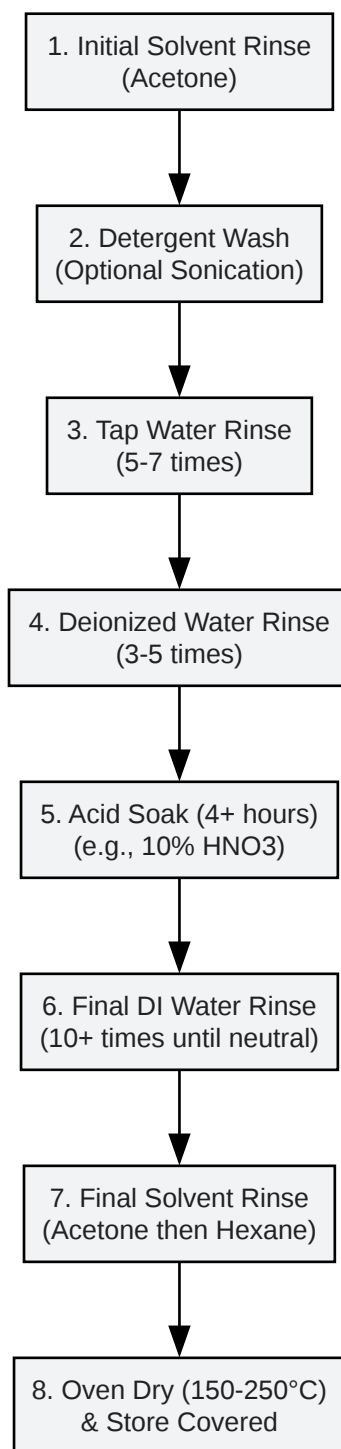 1. Initial Solvent Rinse
(Acetone)
2. Detergent Wash
(Optional Sonication)
3. Tap Water Rinse
(5-7 times)
4. Deionized Water Rinse
(3-5 times)
5. Acid Soak (4+ hours)
(e.g., 10% HNO3)
6. Final DI Water Rinse
(10+ times until neutral)
7. Final Solvent Rinse
(Acetone then Hexane)
8. Oven Dry (150-250°C)
& Store Covered